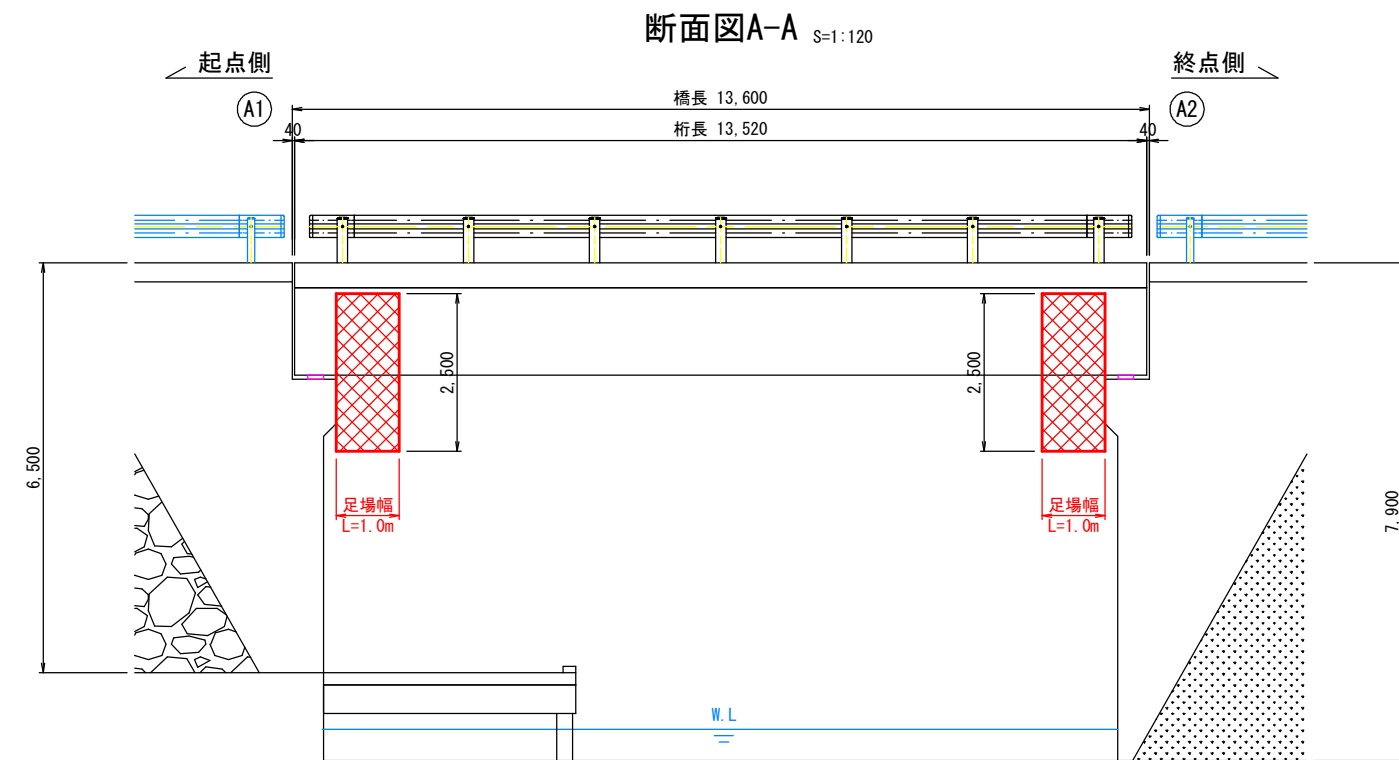 断面図A-A S=1:120
起点側
終点側
A1
橋長 13,600
A2
40
桁長 13,520
40
2,500
2,500
6,500
足場幅
L=1.0m
足場幅
L=1.0m
7,900
W.L